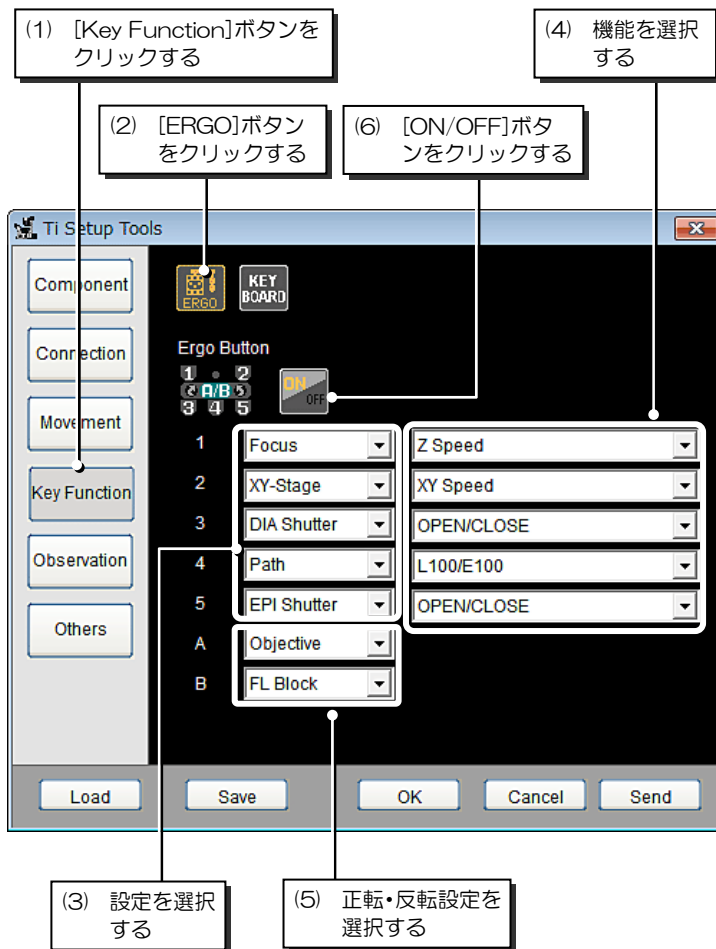 (1) [Key Function]ボタンを
クリックする
(4) 機能を選択
する
(2) [ERGO]ボタン
をクリックする
(6) [ON/OFF]ボタ
ンをクリックする
Ti Setup Tools
Component
Connection
Movement
Key Function
Observation
Others
ERGO
KEY
BOARD
Ergo Button
1 2
A/B
3 4 5
ON
OFF
1 Focus Z Speed
2 XY-Stage XY Speed
3 DIA Shutter OPEN/CLOSE
4 Path L100/E100
5 EPI Shutter OPEN/CLOSE
A Objective
B FL Block
Load Save OK Cancel Send
(3) 設定を選択
する
(5) 正転・反転設定を
選択する